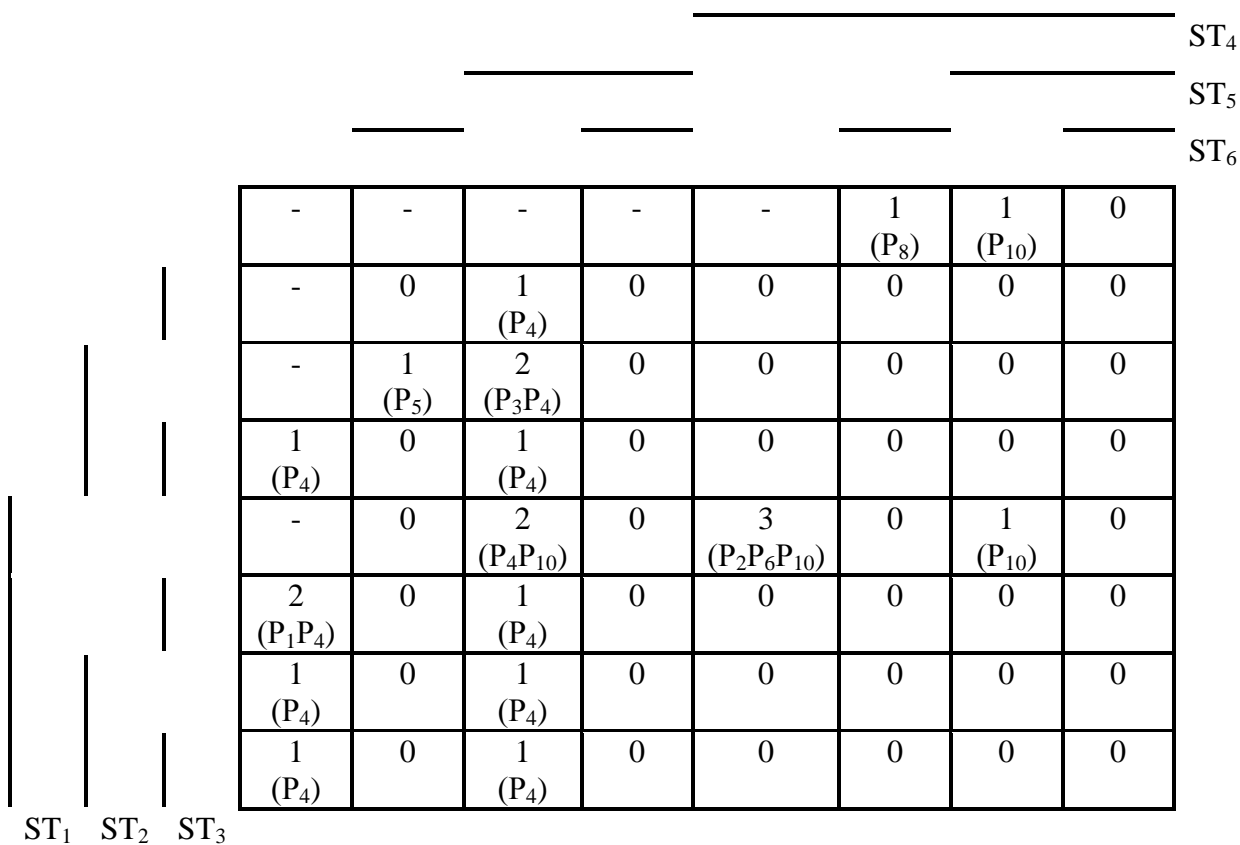 ST₄
ST₅
ST₆
- - - - - 1 1 0
(P₈) (P₁₀)
- 0 1 0 0 0 0 0
(P₄)
- 1 2 0 0 0 0 0
(P₅) (P₃P₄)
1 0 1 0 0 0 0 0
(P₄) (P₄)
- 0 2 0 3 0 1 0
(P₄P₁₀) (P₂P₆P₁₀) (P₁₀)
2 0 1 0 0 0 0 0
(P₁P₄) (P₄)
1 0 1 0 0 0 0 0
(P₄) (P₄)
1 0 1 0 0 0 0 0
(P₄) (P₄)
ST₁ ST₂ ST₃